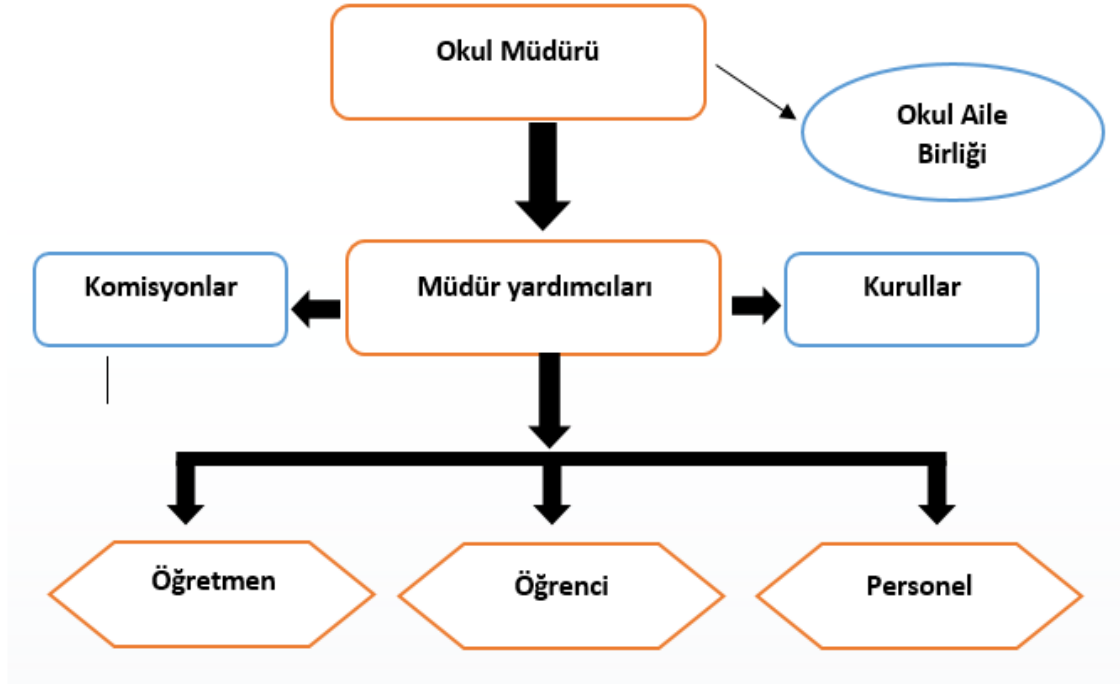 Okul Müdürü
Okul Aile
Birliği
Komisyonlar
Müdür yardımcıları
Kurullar
Öğretmen
Öğrenci
Personel